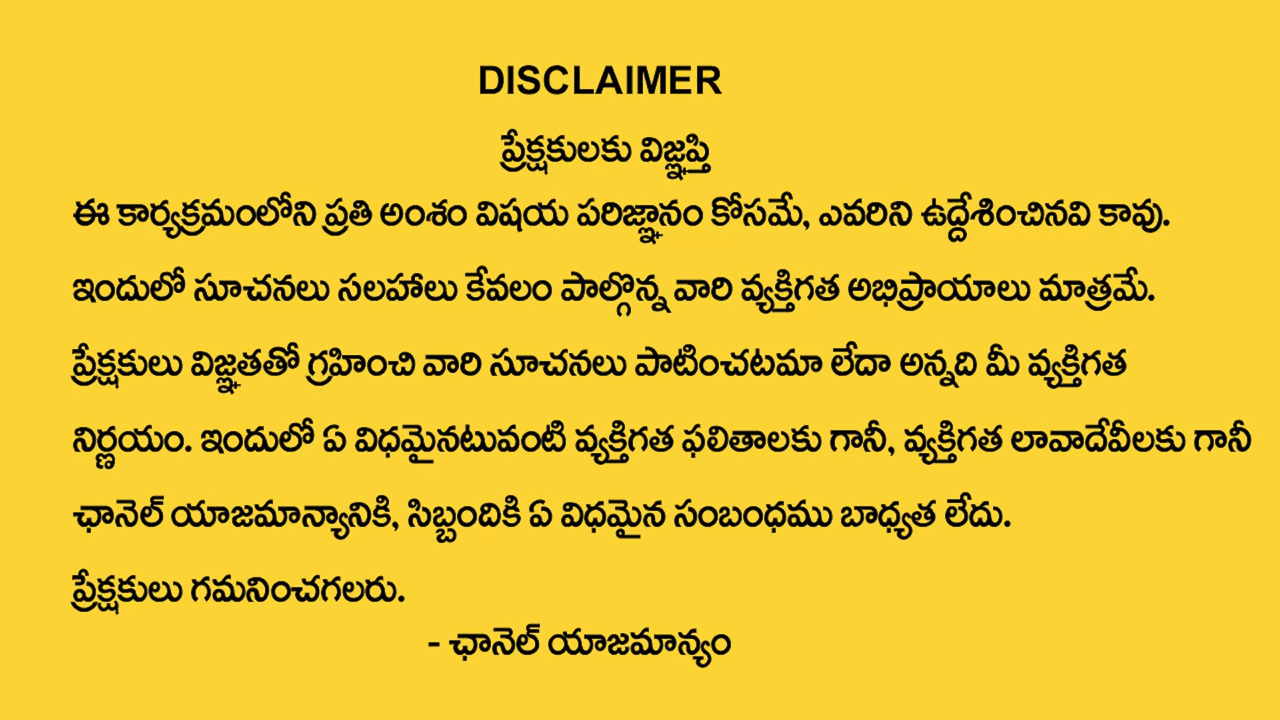 DISCLAIMER
ప్రేక్షకులకు విజ్ఞప్తి
ఈ కార్యక్రమంలోని ప్రతి అంశం విషయ పరిజ్ఞానం కోసమే, ఎవరిని ఉద్దేశించినవి కావు.
ఇందులో సూచనలు సలహాలు కేవలం పాల్గొన్న వారి వ్యక్తిగత అభిప్రాయాలు మాత్రమే.
ప్రేక్షకులు విజ్ఞతతో గ్రహించి వారి సూచనలు పాటించటమా లేదా అన్నది మీ వ్యక్తిగత
నిర్ణయం. ఇందులో ఏ విధమైనటువంటి వ్యక్తిగత ఫలితాలకు గానీ, వ్యక్తిగత లావాదేవీలకు గానీ
ఛానెల్ యాజమాన్యానికి, సిబ్బందికి ఏ విధమైన సంబంధము బాధ్యత లేదు.
ప్రేక్షకులు గమనించగలరు.
- ఛానెల్ యాజమాన్యం